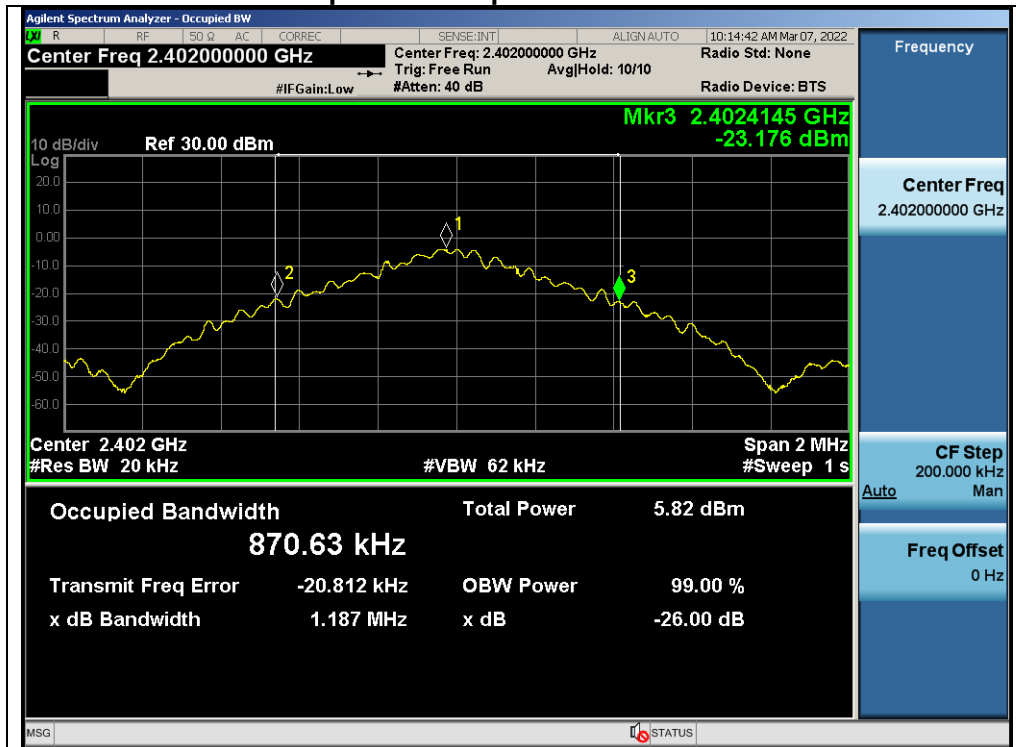 Agilent Spectrum Analyzer - Occupied BW
LXI R RF 50 Ω AC CORREC SENSE:INT ALIGN AUTO 10:14:42 AM Mar 07, 2022
Center Freq 2.402000000 GHz
Center Freq: 2.402000000 GHz
Radio Std: None
Trig: Free Run Avg|Hold: 10/10
#IFGain:Low
#Atten: 40 dB
Radio Device: BTS
Frequency
Mkr3 2.4024145 GHz
-23.176 dBm
10 dB/div Ref 30.00 dBm
Log
20.0
10.0
0.00
-10.0
-20.0
-30.0
-40.0
-50.0
-60.0
1
2
3
Center 2.402 GHz
Span 2 MHz
#Res BW 20 kHz
#VBW 62 kHz
#Sweep 1 s
Center Freq
2.402000000 GHz
CF Step
200.000 kHz
Auto Man
Freq Offset
0 Hz
Occupied Bandwidth
870.63 kHz
Total Power 5.82 dBm
Transmit Freq Error -20.812 kHz
OBW Power 99.00 %
x dB Bandwidth 1.187 MHz
x dB -26.00 dB
MSG
STATUS